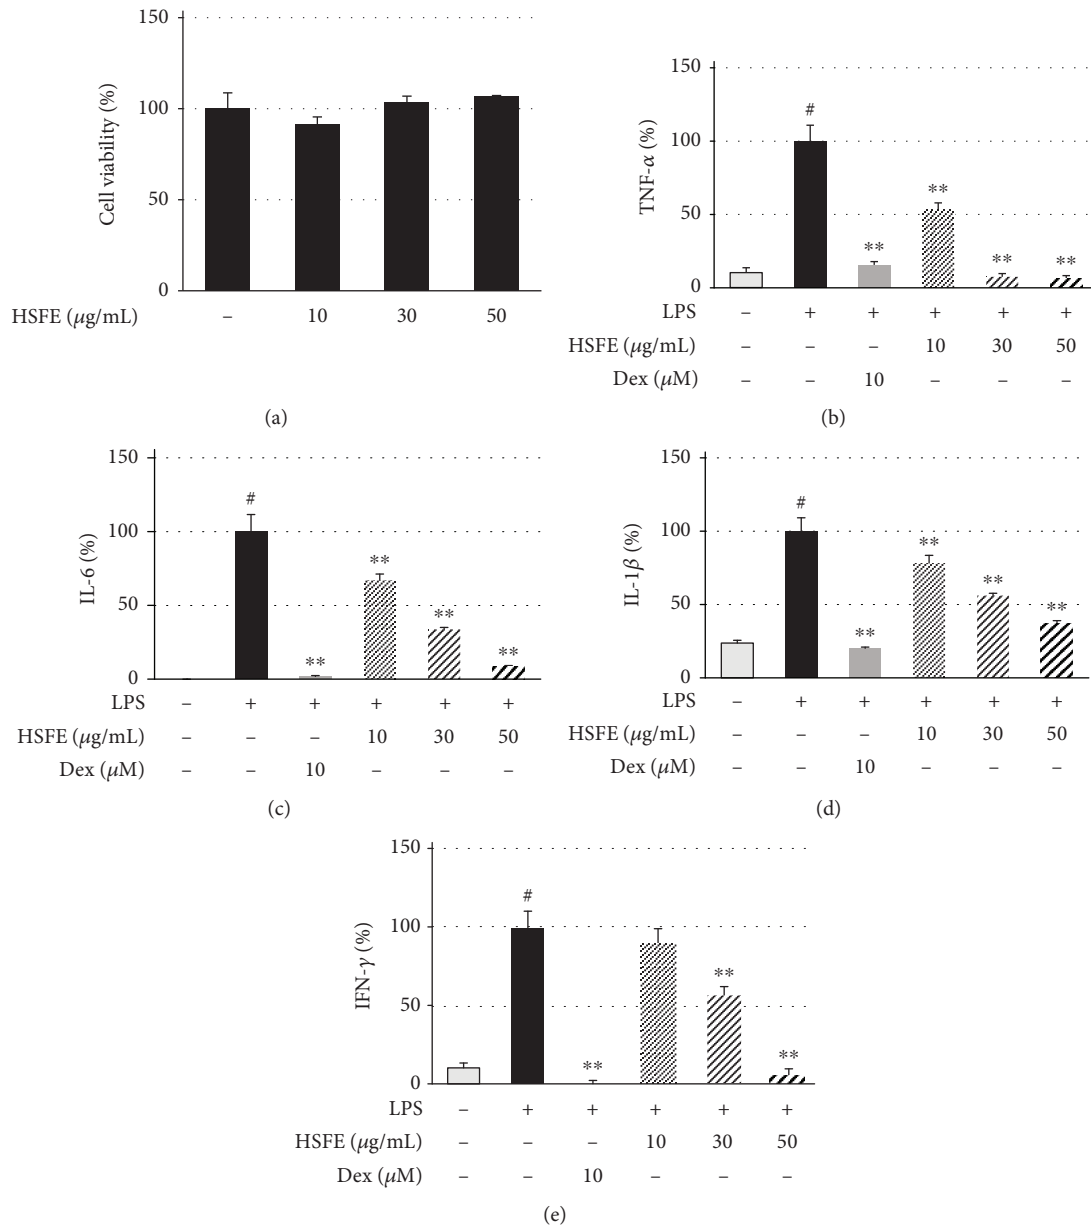 150
100
50
0
Cell viability (%)
HSFE (μg/mL) – 10 30 50
(a)
150
100
50
0
TNF-α (%)
# ** ** ** **
LPS – + + + + +
HSFE (μg/mL) – – – 10 30 50
Dex (μM) – – 10 – – –
(b)
150
100
50
0
IL-6 (%)
# ** ** ** **
LPS – + + + + +
HSFE (μg/mL) – – – 10 30 50
Dex (μM) – – 10 – – –
(c)
150
100
50
0
IL-1β (%)
# ** ** ** **
LPS – + + + + +
HSFE (μg/mL) – – – 10 30 50
Dex (μM) – – 10 – – –
(d)
150
100
50
0
IFN-γ (%)
# ** ** **
LPS – + + + + +
HSFE (μg/mL) – – – 10 30 50
Dex (μM) – – 10 – – –
(e)